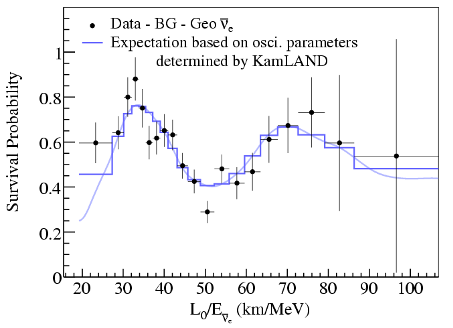 Data - BG - Geo ν̅e
Expectation based on osci. parameters
determined by KamLAND
Survival Probability
1
0.8
0.6
0.4
0.2
0
20 30 40 50 60 70 80 90 100
L0/Eν̅e (km/MeV)